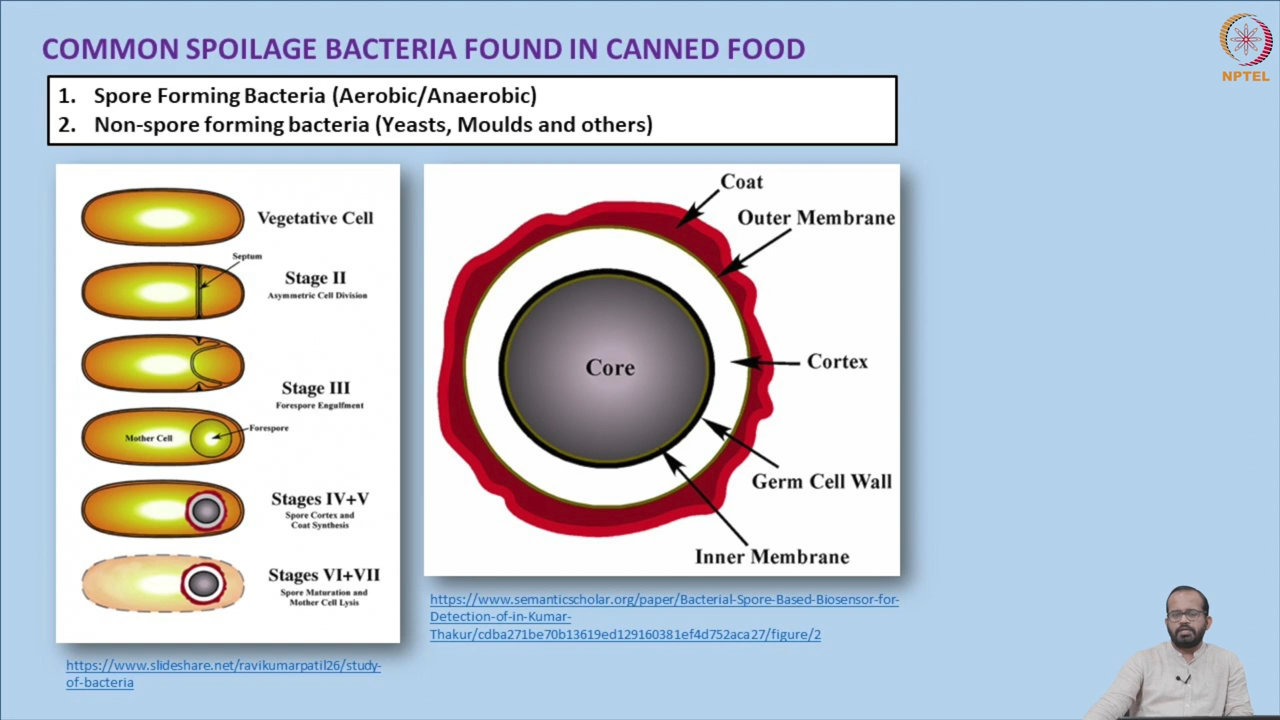 COMMON SPOILAGE BACTERIA FOUND IN CANNED FOOD
NPTEL
1. Spore Forming Bacteria (Aerobic/Anaerobic)
2. Non-spore forming bacteria (Yeasts, Moulds and others)
Vegetative Cell
Septum
Stage II
Asymmetric Cell Division
Stage III
Forespore Engulfment
Mother Cell
Forespore
Stages IV+V
Spore Cortex and
Coat Synthesis
Stages VI+VII
Spore Maturation and
Mother Cell Lysis
https://www.slideshare.net/ravikumarpatil26/study-
of-bacteria
Coat
Outer Membrane
Core
Cortex
Germ Cell Wall
Inner Membrane
https://www.semanticscholar.org/paper/Bacterial-Spore-Based-Biosensor-for-
Detection-of-in-Kumar-
Thakur/cdba271be70b13619ed129160381ef4d752aca27/figure/2